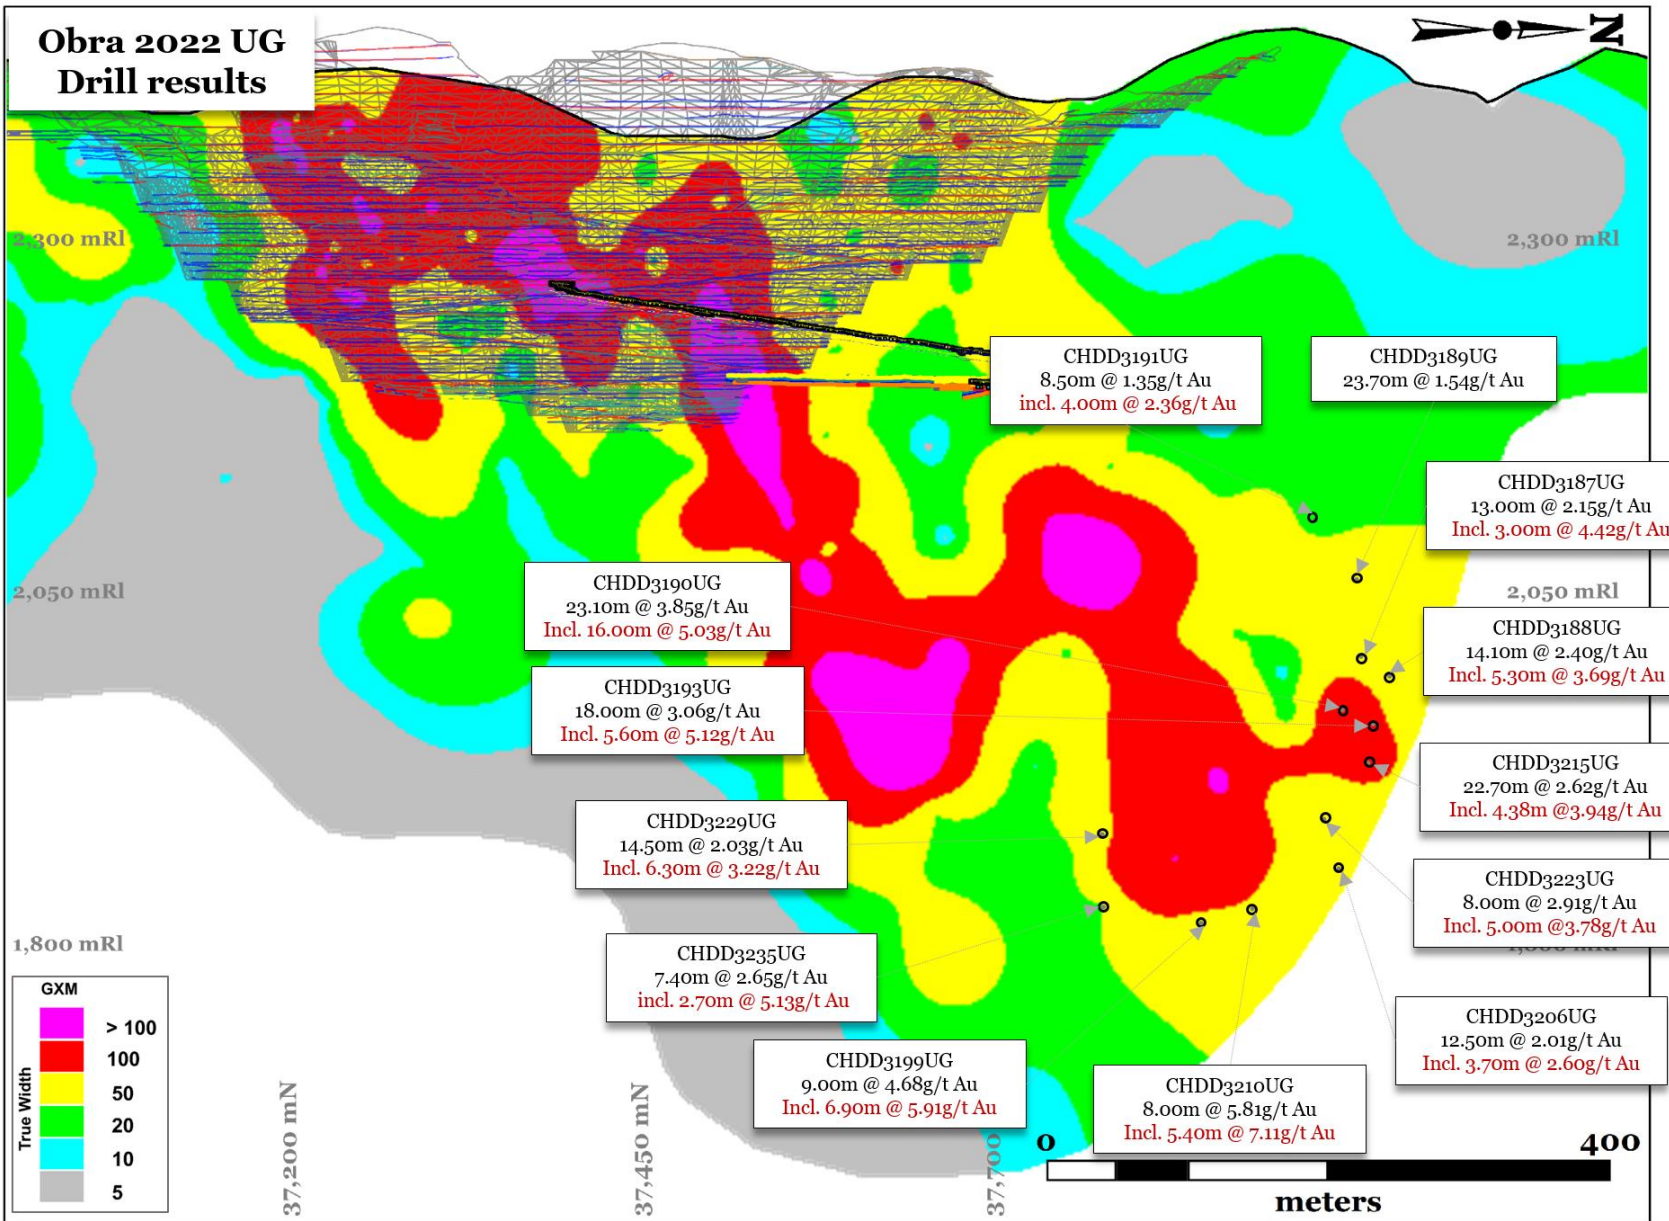 Obra 2022 UG
Drill results
N
2,300 mRl
2,300 mRl
CHDD3191UG
8.50m @ 1.35g/t Au
incl. 4.00m @ 2.36g/t Au
CHDD3189UG
23.70m @ 1.54g/t Au
CHDD3187UG
13.00m @ 2.15g/t Au
Incl. 3.00m @ 4.42g/t Au
2,050 mRl
2,050 mRl
CHDD3190UG
23.10m @ 3.85g/t Au
Incl. 16.00m @ 5.03g/t Au
CHDD3188UG
14.10m @ 2.40g/t Au
Incl. 5.30m @ 3.69g/t Au
CHDD3193UG
18.00m @ 3.06g/t Au
Incl. 5.60m @ 5.12g/t Au
CHDD3215UG
22.70m @ 2.62g/t Au
Incl. 4.38m @3.94g/t Au
CHDD3229UG
14.50m @ 2.03g/t Au
Incl. 6.30m @ 3.22g/t Au
CHDD3223UG
8.00m @ 2.91g/t Au
Incl. 5.00m @3.78g/t Au
1,800 mRl
CHDD3235UG
7.40m @ 2.65g/t Au
incl. 2.70m @ 5.13g/t Au
CHDD3206UG
12.50m @ 2.01g/t Au
Incl. 3.70m @ 2.60g/t Au
CHDD3199UG
9.00m @ 4.68g/t Au
Incl. 6.90m @ 5.91g/t Au
CHDD3210UG
8.00m @ 5.81g/t Au
Incl. 5.40m @ 7.11g/t Au
GXM
True Width
> 100
100
50
20
10
5
37,200 mN
37,450 mN
37,700
0
400
meters